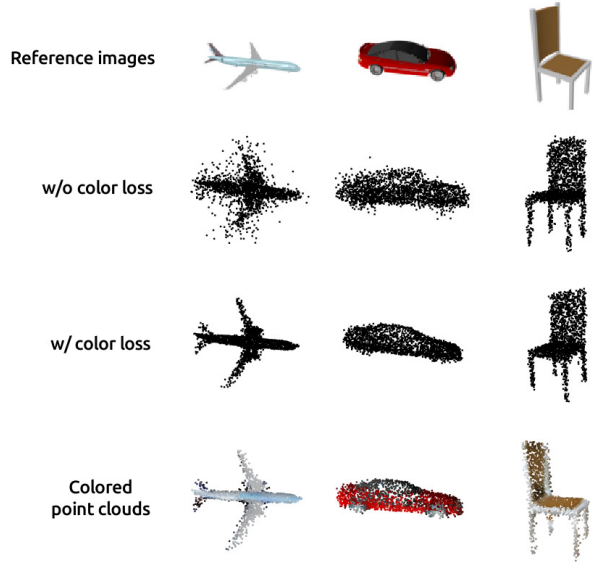 Reference images
w/o color loss
w/ color loss
Colored
point clouds